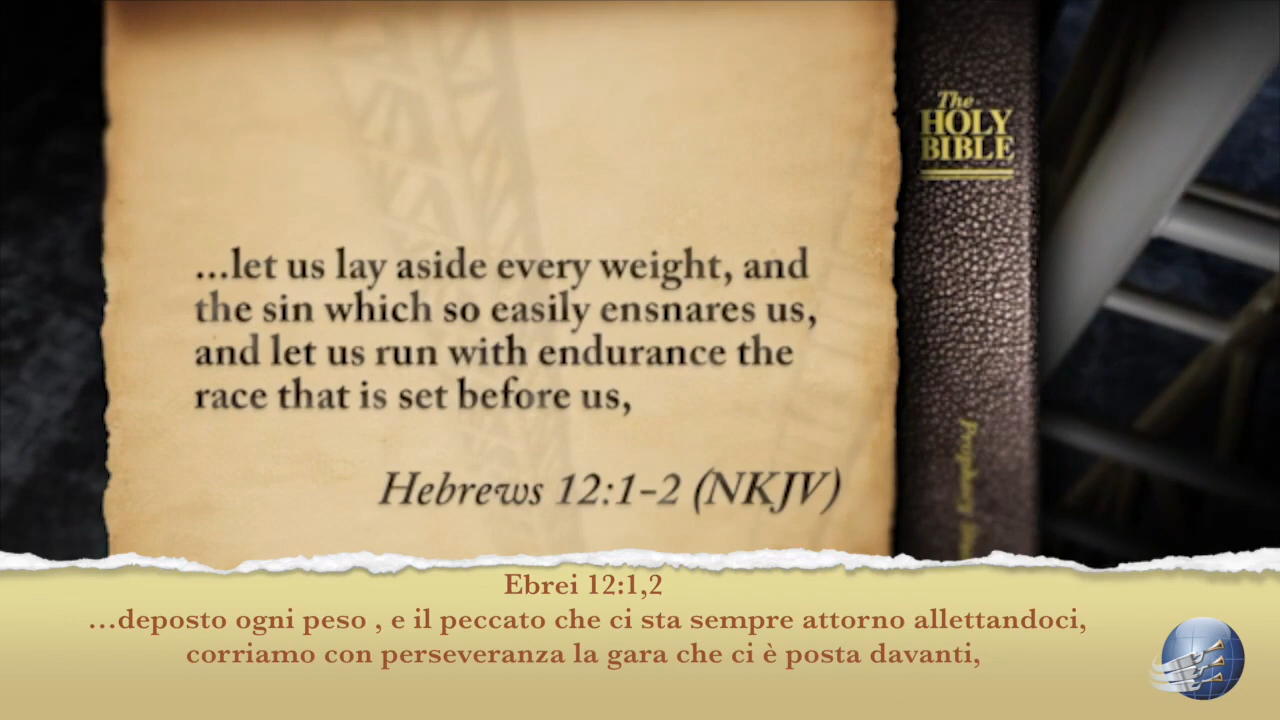 ...let us lay aside every weight, and
the sin which so easily ensnares us,
and let us run with endurance the
race that is set before us,
Hebrews 12:1-2 (NKJV)
The
HOLY
BIBLE
Prophecy
Ebrei 12:1,2
...deposto ogni peso , e il peccato che ci sta sempre attorno allettandoci,
corriamo con perseveranza la gara che ci è posta davanti,